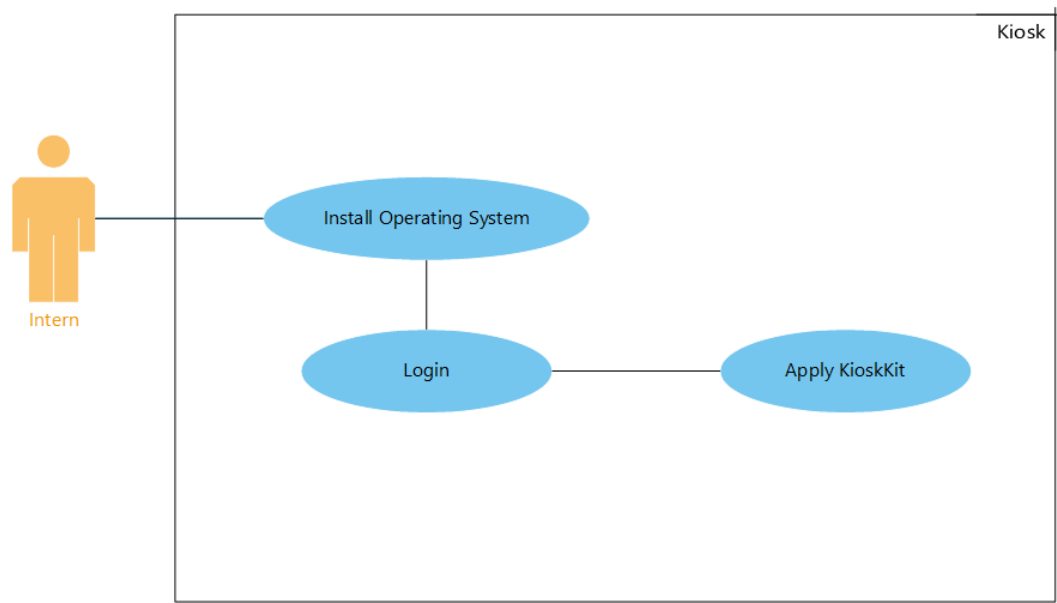 Kiosk
Install Operating System
Intern
Login
Apply KioskKit